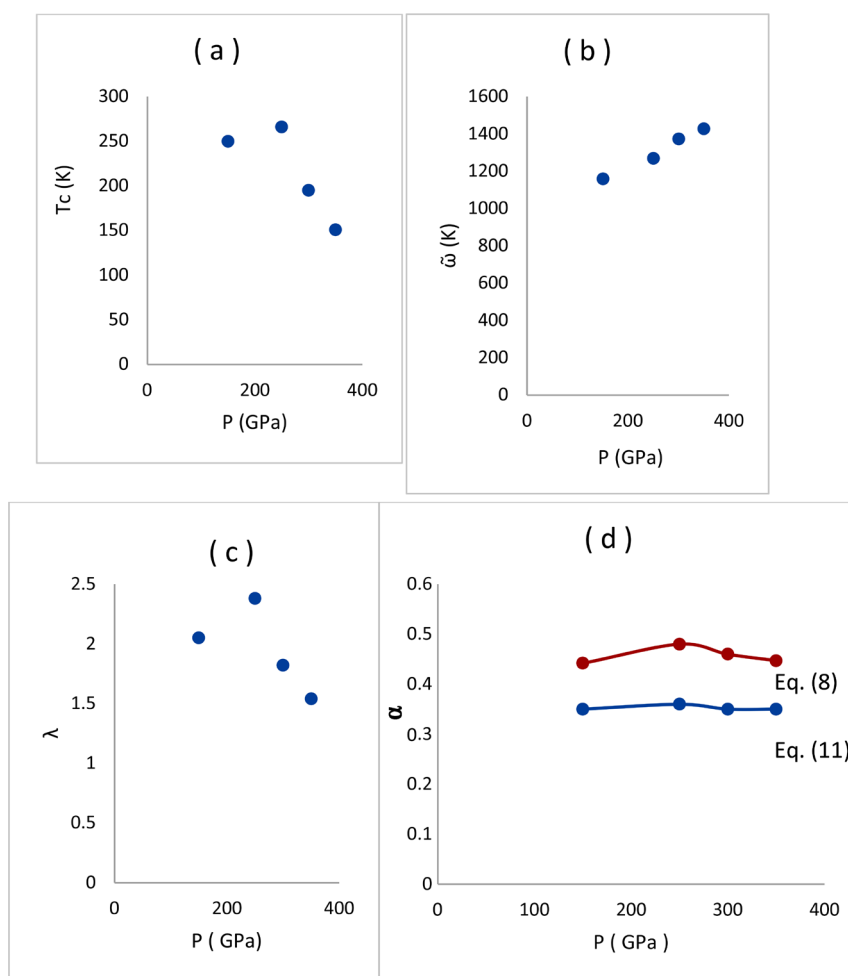 ( a )
300
250
200
150
100
50
0
Tc (K)
0 200 400
P (GPa)
( b )
1600
1400
1200
1000
800
600
400
200
0
ω̃ (K)
0 200 400
P (GPa)
( c )
2.5
2
1.5
1
0.5
0
λ
0 200 400
P ( GPa)
( d )
0.6
0.5
0.4
0.3
0.2
0.1
0
α
Eq. (8)
Eq. (11)
0 100 200 300 400
P ( GPa )